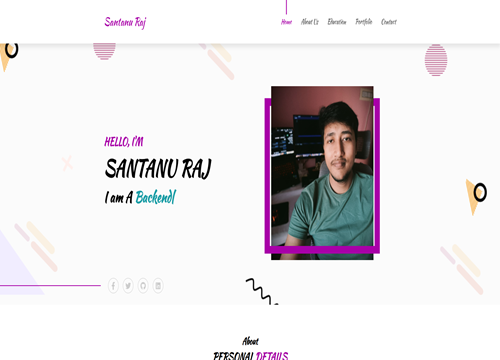 Santanu Raj
Home About Us Education Portfolio Contact
HELLO, I'M
SANTANU RAJ
I am A Backend|
About
PERSONAL DETAILS